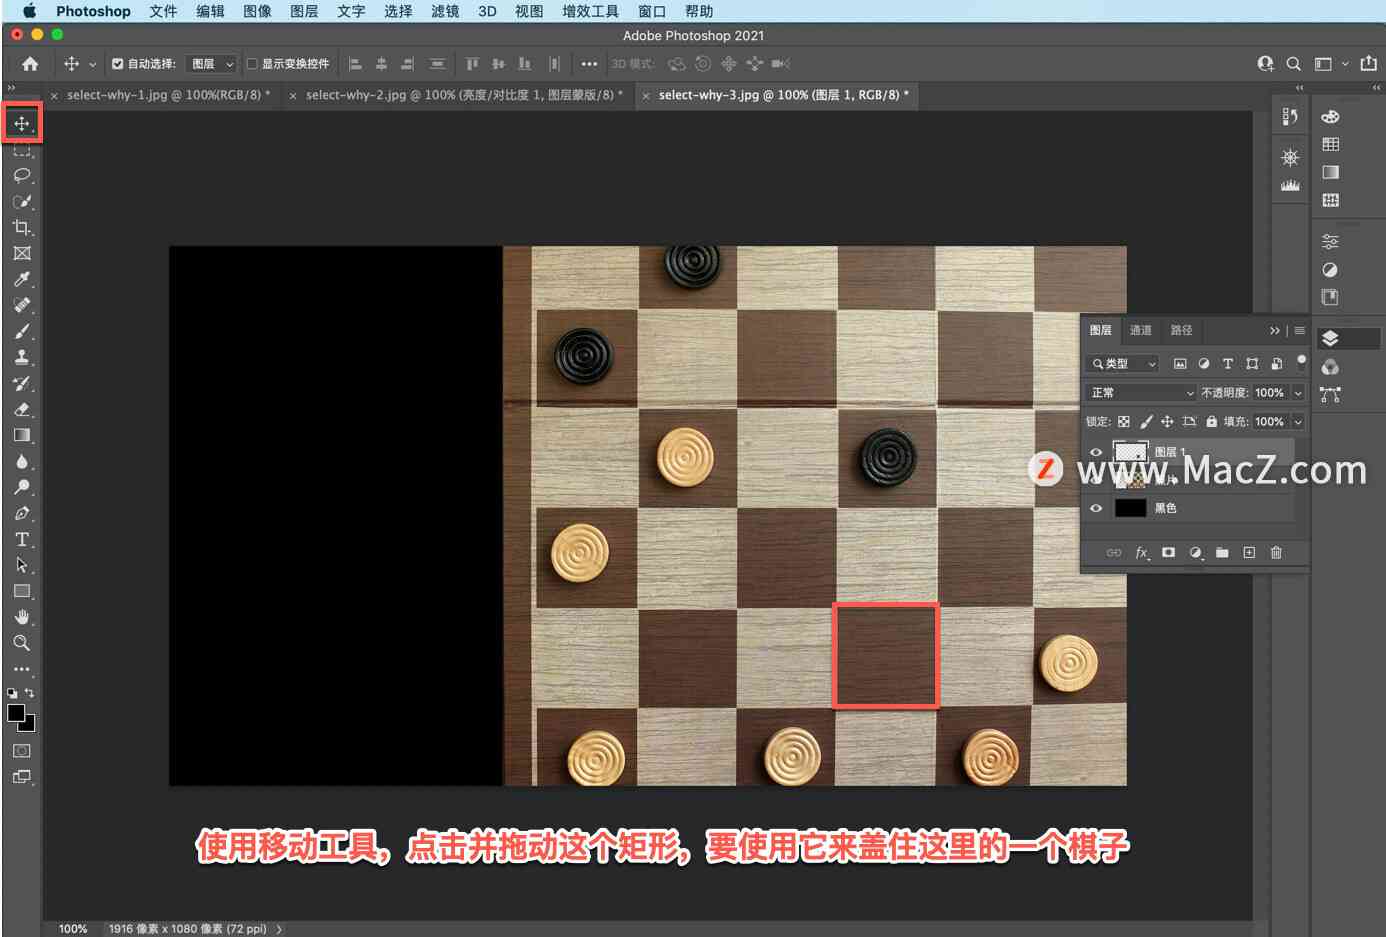 Photoshop 文件 编辑 图像 图层 文字 选择 滤镜 3D 视图 增效工具 窗口 帮助
Adobe Photoshop 2021
自动选择: 图层 显示变换控件 3D 模式:
select-why-1.jpg @ 100%(RGB/8) *
select-why-2.jpg @ 100% (亮度/对比度 1, 图层蒙版/8) *
select-why-3.jpg @ 100% (图层 1, RGB/8) *
图层 通道 路径
类型
正常 不透明度: 100%
锁定: 填充: 100%
图层 1
Z www.MacZ.com
黑色
fx
使用移动工具，点击并拖动这个矩形，要使用它来盖住这里的一个棋子
100% 1916 像素 x 1080 像素 (72 ppi)